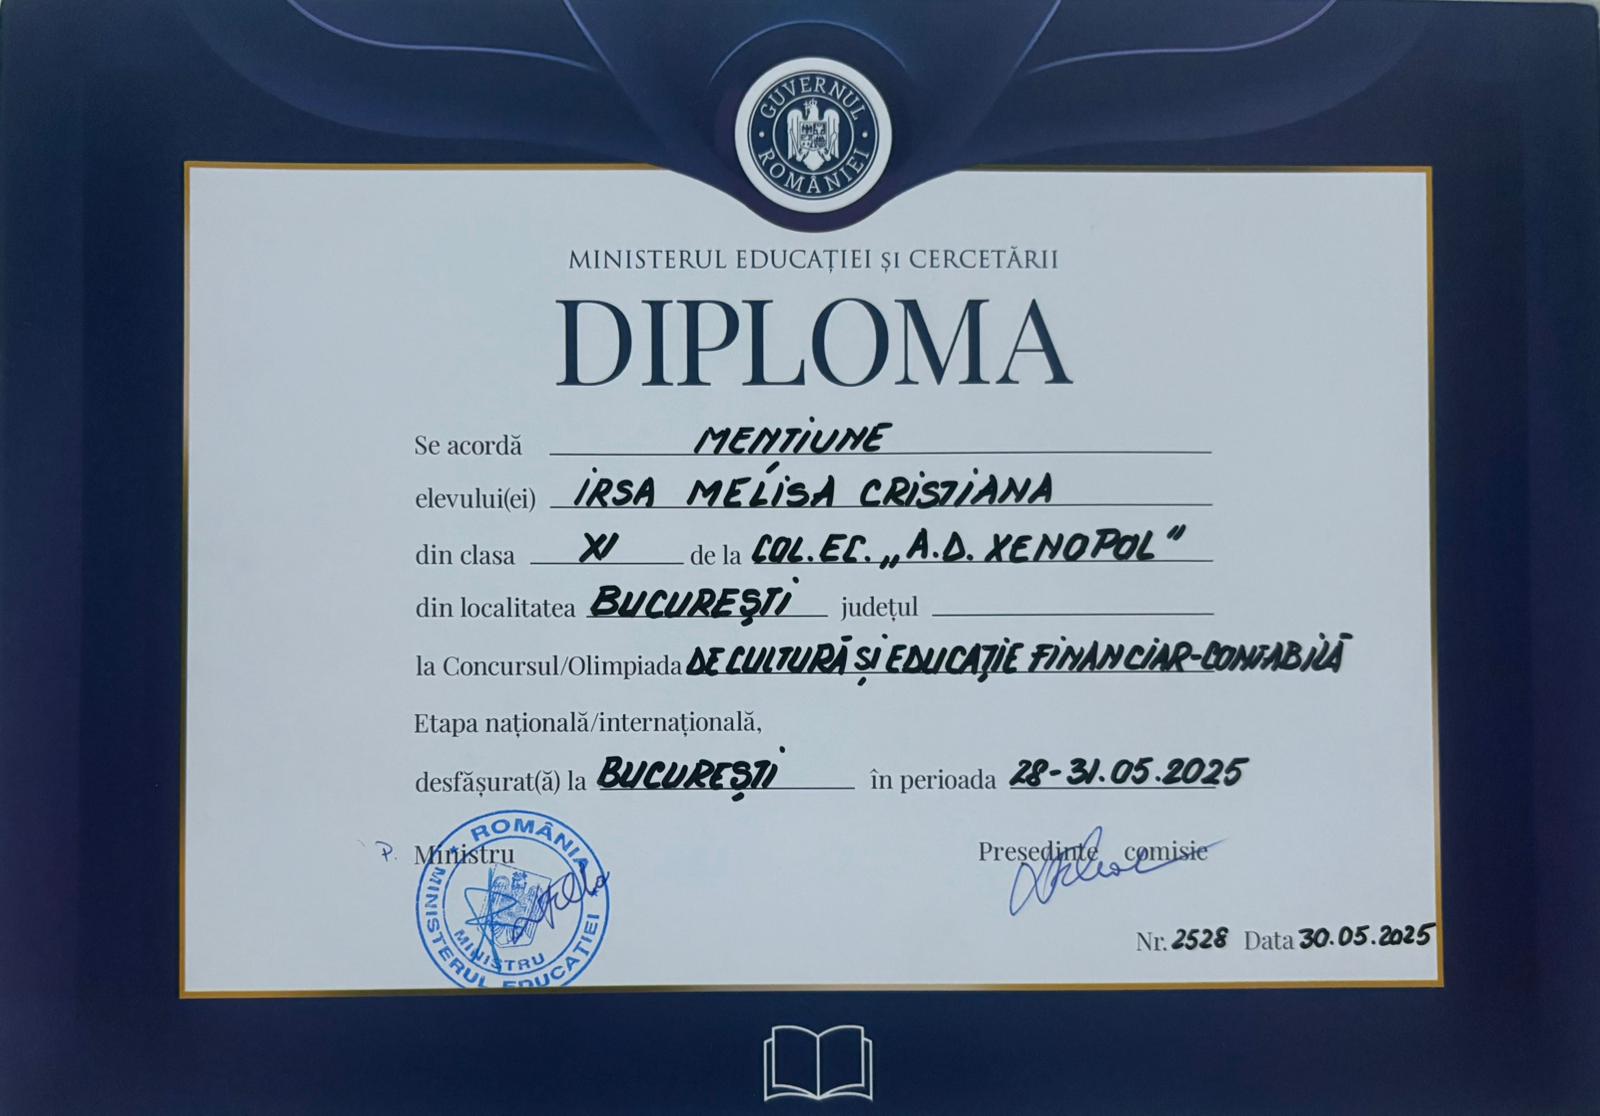 GUVERNUL ROMÂNIEI
MINISTERUL EDUCAȚIEI ȘI CERCETĂRII
DIPLOMA
Se acordă MENȚIUNE
elevului(ei) IRSA MELISA CRISTIANA
din clasa XI de la COL. EC. „A.D. XENOPOL"
din localitatea BUCUREȘTI județul
la Concursul/Olimpiada DE CULTURĂ ȘI EDUCAȚIE FINANCIAR-CONTABILĂ
Etapa națională/internațională,
desfășurat(ă) la BUCUREȘTI în perioada 28-31.05.2025
P. Ministru Președinte comisie
ROMÂNIA
MINISTERUL EDUCAȚIEI
MINISTRU
Nr. 2528 Data 30.05.2025